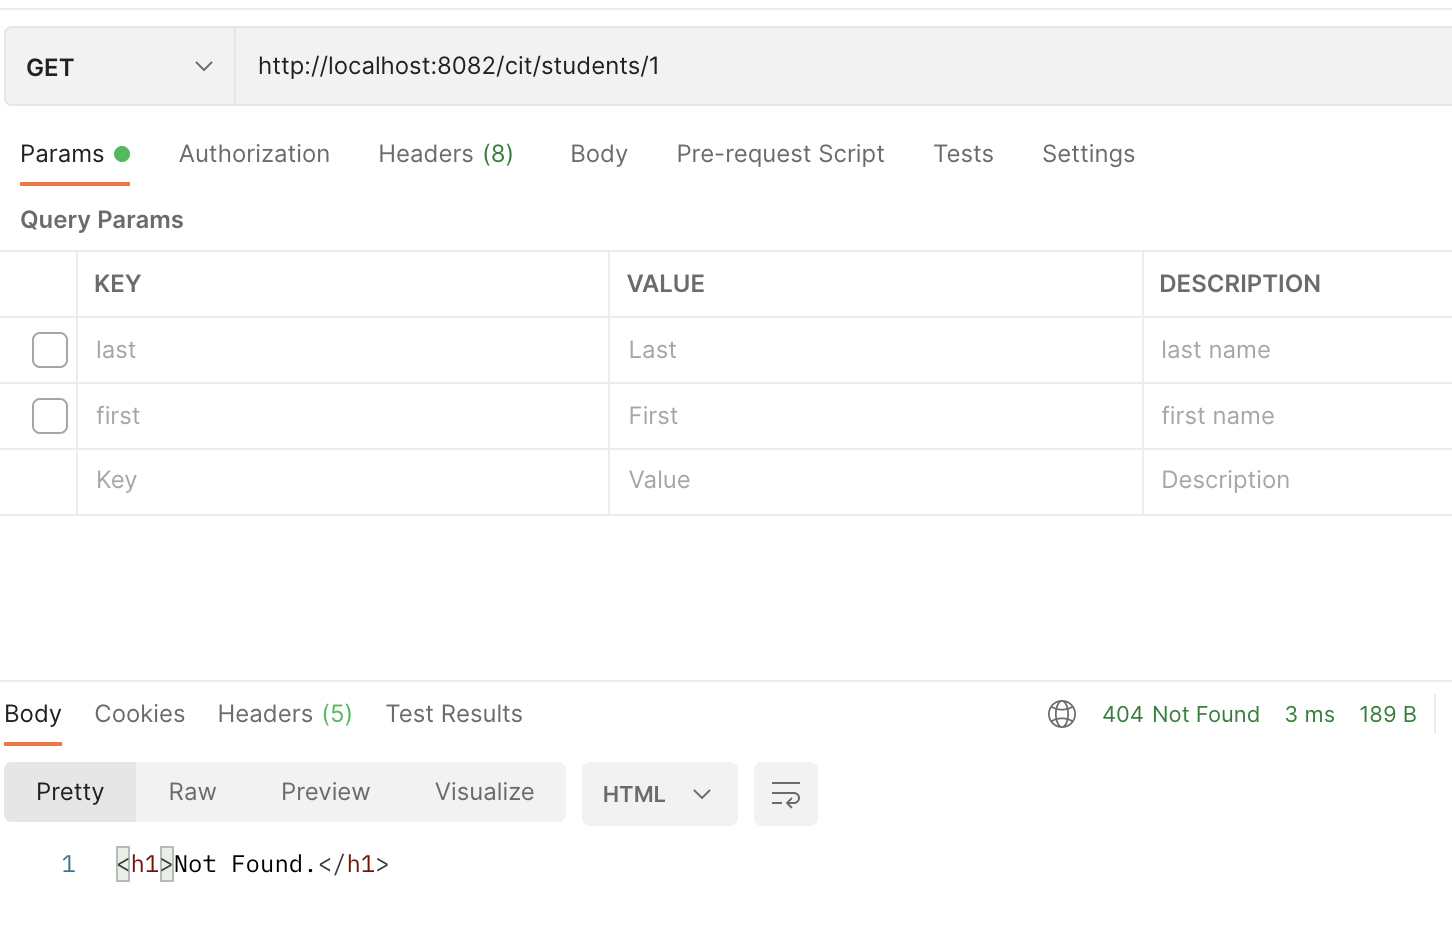 GET http://localhost:8082/cit/students/1
Params Authorization Headers (8) Body Pre-request Script Tests Settings
Query Params
KEY VALUE DESCRIPTION
last Last last name
first First first name
Key Value Description
Body Cookies Headers (5) Test Results 404 Not Found 3 ms 189 B
Pretty Raw Preview Visualize HTML
1 <h1>Not Found.</h1>